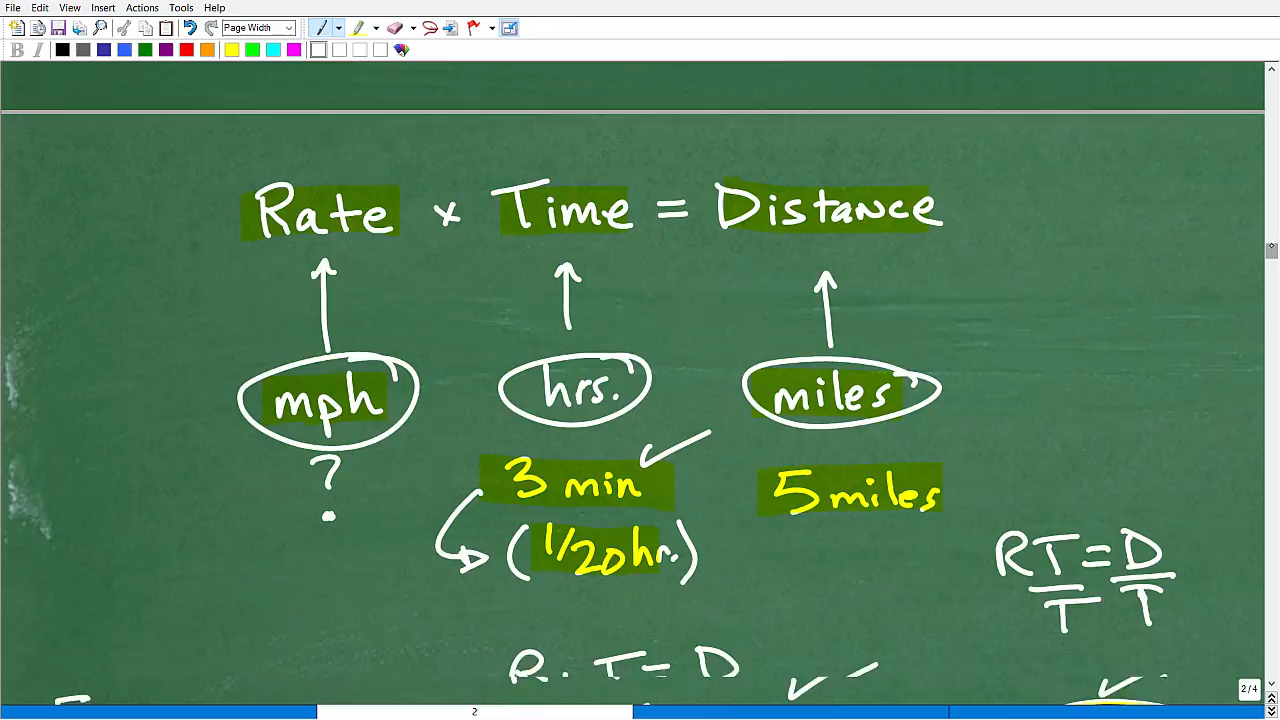 File Edit View Insert Actions Tools Help
Page Width
B I
Rate x Time = Distance
mph hrs. miles
?
3 min 5 miles
(1/20 hr.)
RT = D
T T
R. T = D
2/4
2